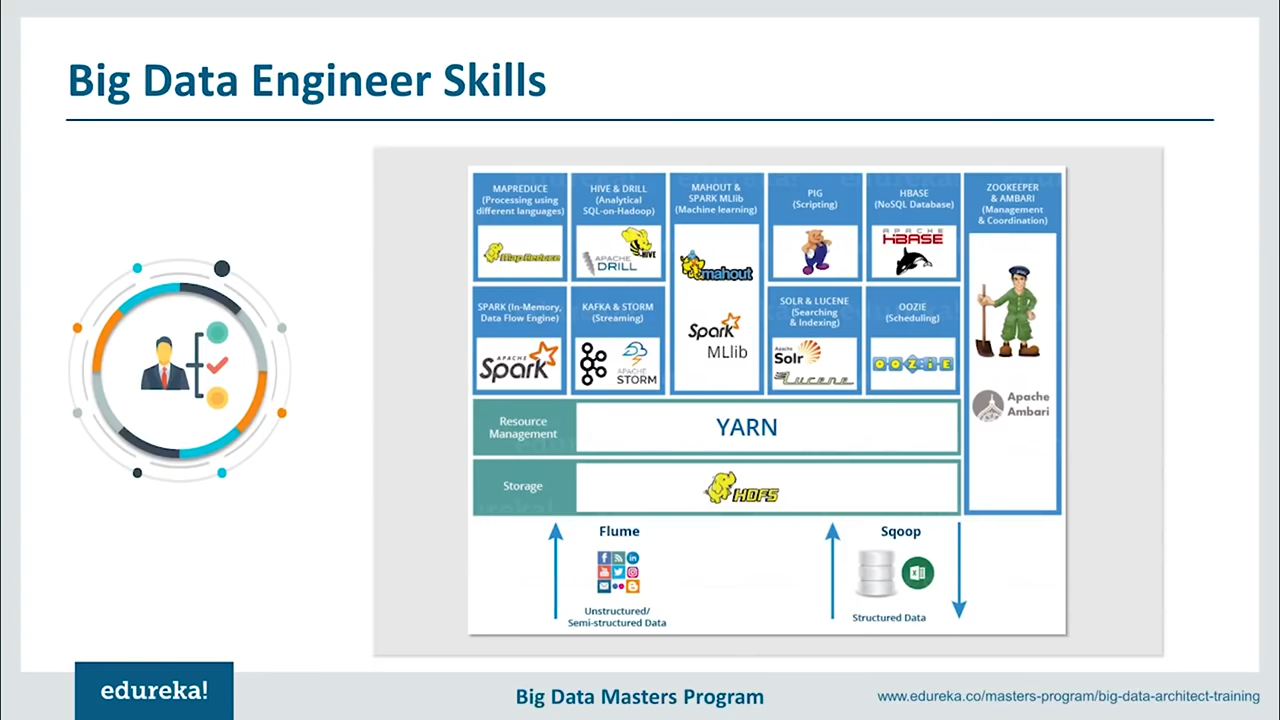 Big Data Engineer Skills
MAPREDUCE
(Processing using
different languages)
MapReduce
HIVE & DRILL
(Analytical
SQL-on-Hadoop)
HIVE
APACHE
DRILL
MAHOUT &
SPARK MLlib
(Machine learning)
mahout
Spark
MLlib
PIG
(Scripting)
HBASE
(NoSQL Database)
APACHE
HBASE
ZOOKEEPER
& AMBARI
(Management
& Coordination)
Apache
Ambari
SPARK (In-Memory,
Data Flow Engine)
APACHE
Spark
KAFKA & STORM
(Streaming)
APACHE
STORM
SOLR & LUCENE
(Searching
& Indexing)
Apache
Solr
Lucene
OOZIE
(Scheduling)
OOZIE
Resource
Management
YARN
Storage
HDFS
Flume
Unstructured/
Semi-structured Data
Sqoop
Structured Data
edureka!
Big Data Masters Program
www.edureka.co/masters-program/big-data-architect-training